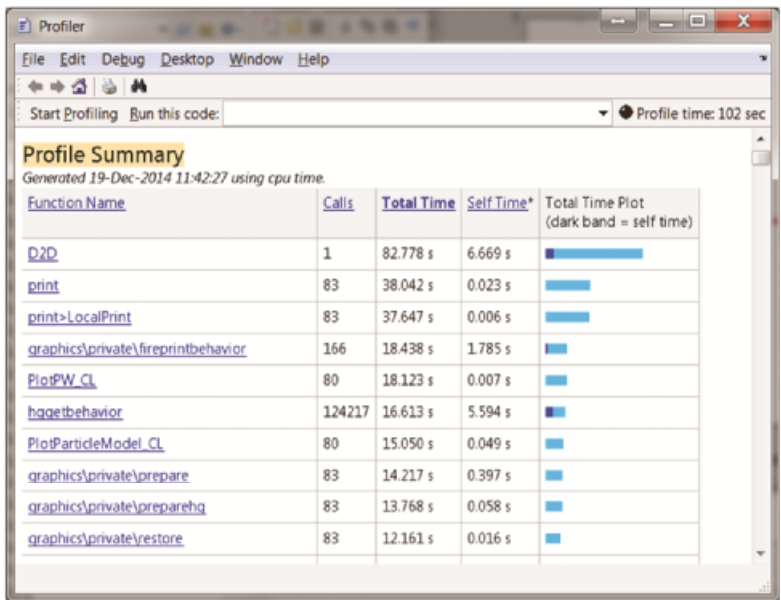 Profiler
File Edit Debug Desktop Window Help
Start Profiling Run this code: Profile time: 102 sec
Profile Summary
Generated 19-Dec-2014 11:42:27 using cpu time.
Function Name Calls Total Time Self Time* Total Time Plot
(dark band = self time)
D2D 1 82.778 s 6.669 s
print 83 38.042 s 0.023 s
print>LocalPrint 83 37.647 s 0.006 s
graphics\private\fireprintbehavior 166 18.438 s 1.785 s
PlotPW_CL 80 18.123 s 0.007 s
hggetbehavior 124217 16.613 s 5.594 s
PlotParticleModel_CL 80 15.050 s 0.049 s
graphics\private\prepare 83 14.217 s 0.397 s
graphics\private\preparehg 83 13.768 s 0.058 s
graphics\private\restore 83 12.161 s 0.016 s